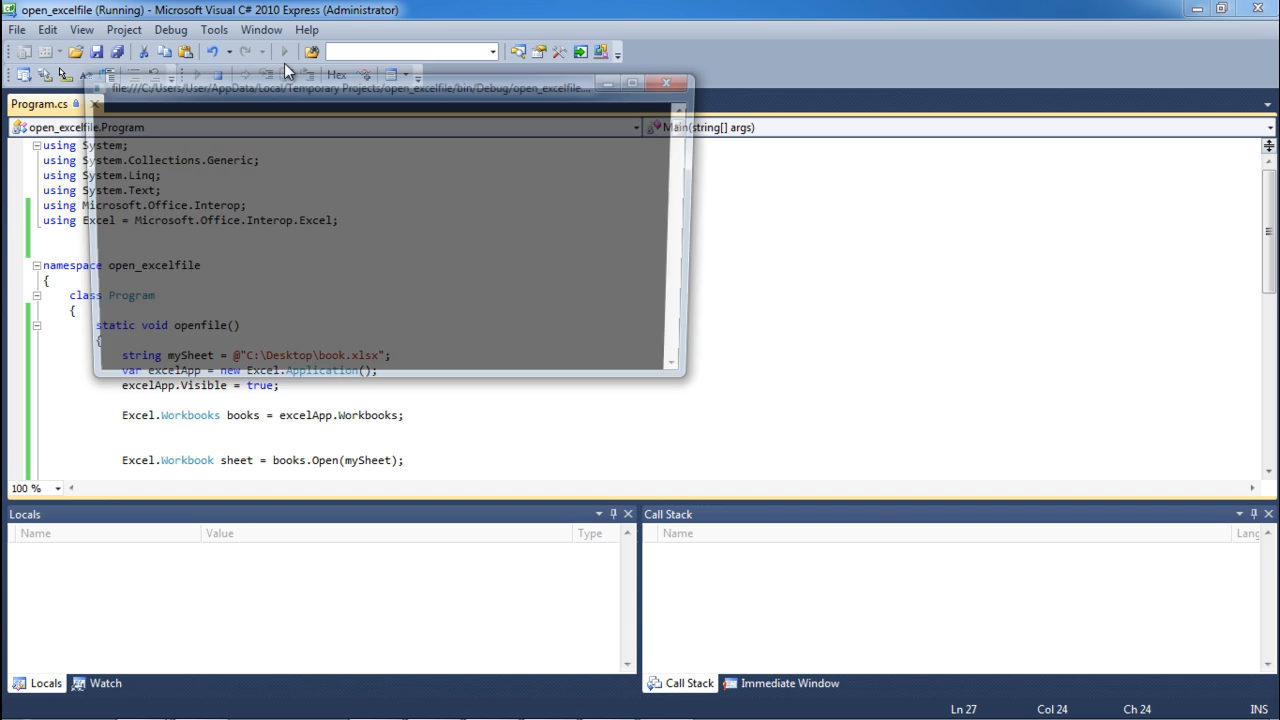 open_excelfile (Running) - Microsoft Visual C# 2010 Express (Administrator)
File Edit View Project Debug Tools Window Help
Hex
file:///C:/Users/User/AppData/Local/Temporary Projects/open_excelfile/bin/Debug/open_excelfile....
Program.cs
open_excelfile.Program
Main(string[] args)
using System;
using System.Collections.Generic;
using System.Linq;
using System.Text;
using Microsoft.Office.Interop;
using Excel = Microsoft.Office.Interop.Excel;
namespace open_excelfile
{
class Program
{
static void openfile()
{
string mySheet = @"C:\Desktop\book.xlsx";
var excelApp = new Excel.Application();
excelApp.Visible = true;
Excel.Workbooks books = excelApp.Workbooks;
Excel.Workbook sheet = books.Open(mySheet);
100 %
Locals
Name Value Type
Call Stack
Name Lang
Locals Watch
Call Stack Immediate Window
Ln 27 Col 24 Ch 24 INS